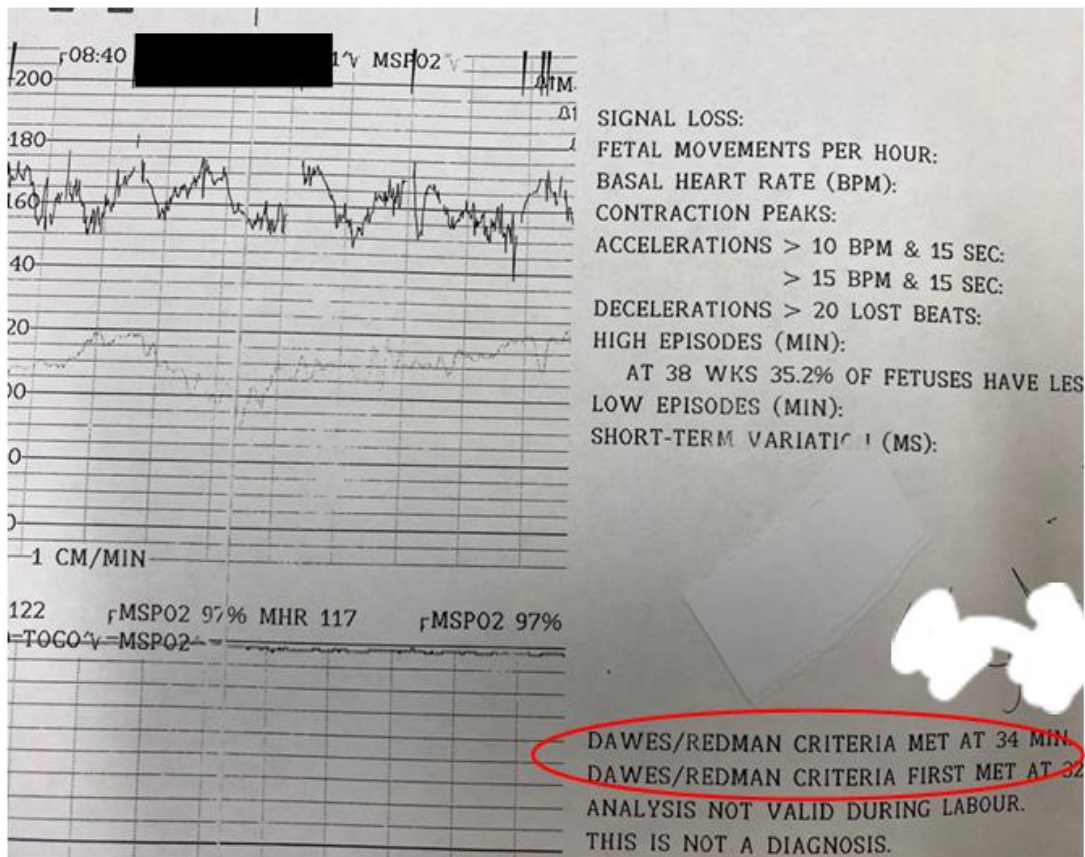 08:40 1 MSPO2
200
180
160
40
20
00
0
1 CM/MIN
122 MSPO2 97% MHR 117 MSPO2 97%
TOCO MSPO2
SIGNAL LOSS:
FETAL MOVEMENTS PER HOUR:
BASAL HEART RATE (BPM):
CONTRACTION PEAKS:
ACCELERATIONS > 10 BPM & 15 SEC:
> 15 BPM & 15 SEC:
DECELERATIONS > 20 LOST BEATS:
HIGH EPISODES (MIN):
AT 38 WKS 35.2% OF FETUSES HAVE LES
LOW EPISODES (MIN):
SHORT-TERM VARIATION (MS):
DAWES/REDMAN CRITERIA MET AT 34 MIN
DAWES/REDMAN CRITERIA FIRST MET AT 32
ANALYSIS NOT VALID DURING LABOUR.
THIS IS NOT A DIAGNOSIS.